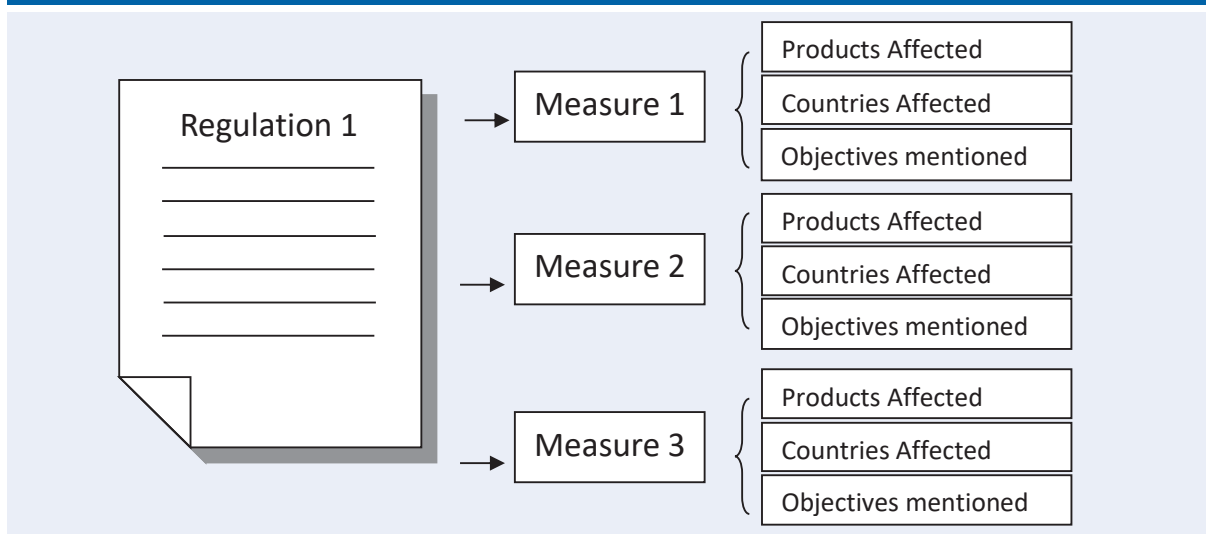 Regulation 1
Measure 1
Products Affected
Countries Affected
Objectives mentioned
Measure 2
Products Affected
Countries Affected
Objectives mentioned
Measure 3
Products Affected
Countries Affected
Objectives mentioned